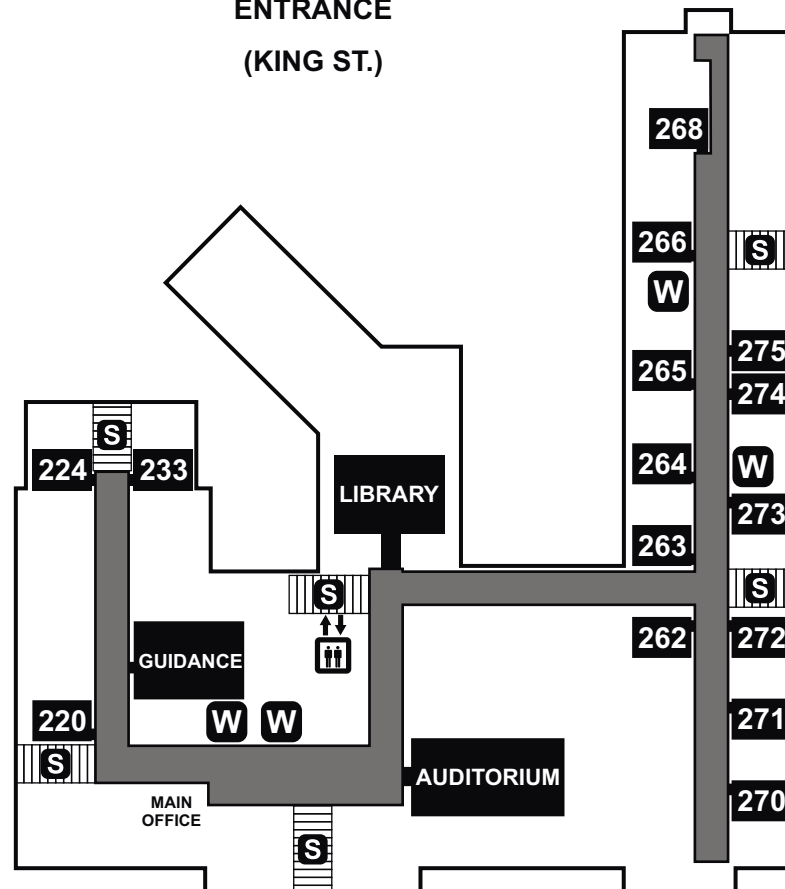 ENTRANCE
(KING ST.)
268
266
S
W
275
265
274
S
224
233
264
W
LIBRARY
273
263
S
S
262
272
GUIDANCE
220
W
W
271
S
AUDITORIUM
MAIN
OFFICE
270
S